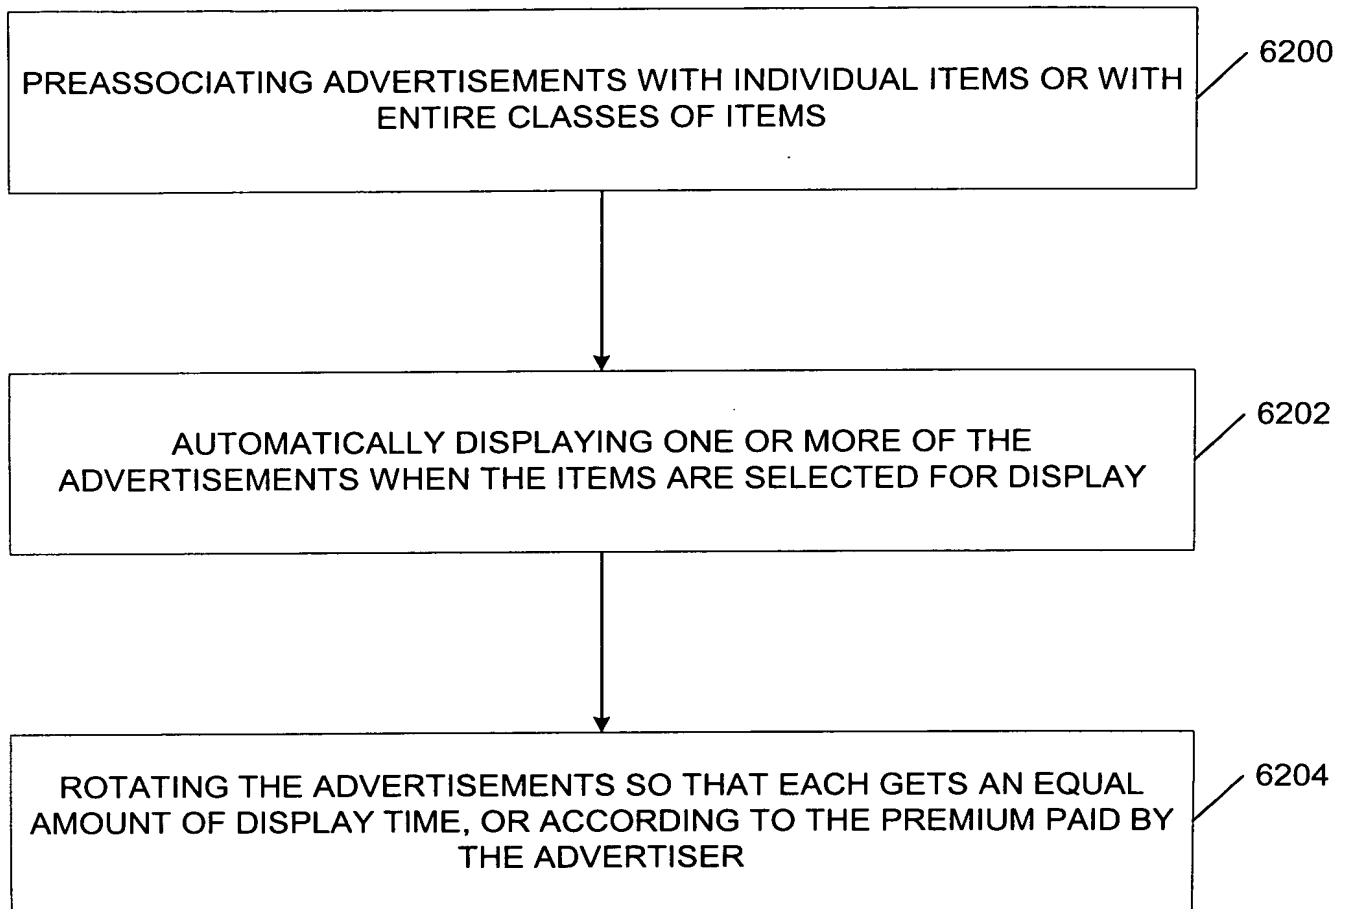 6200
PREASSOCIATING ADVERTISEMENTS WITH INDIVIDUAL ITEMS OR WITH
ENTIRE CLASSES OF ITEMS
6202
AUTOMATICALLY DISPLAYING ONE OR MORE OF THE
ADVERTISEMENTS WHEN THE ITEMS ARE SELECTED FOR DISPLAY
6204
ROTATING THE ADVERTISEMENTS SO THAT EACH GETS AN EQUAL
AMOUNT OF DISPLAY TIME, OR ACCORDING TO THE PREMIUM PAID BY
THE ADVERTISER